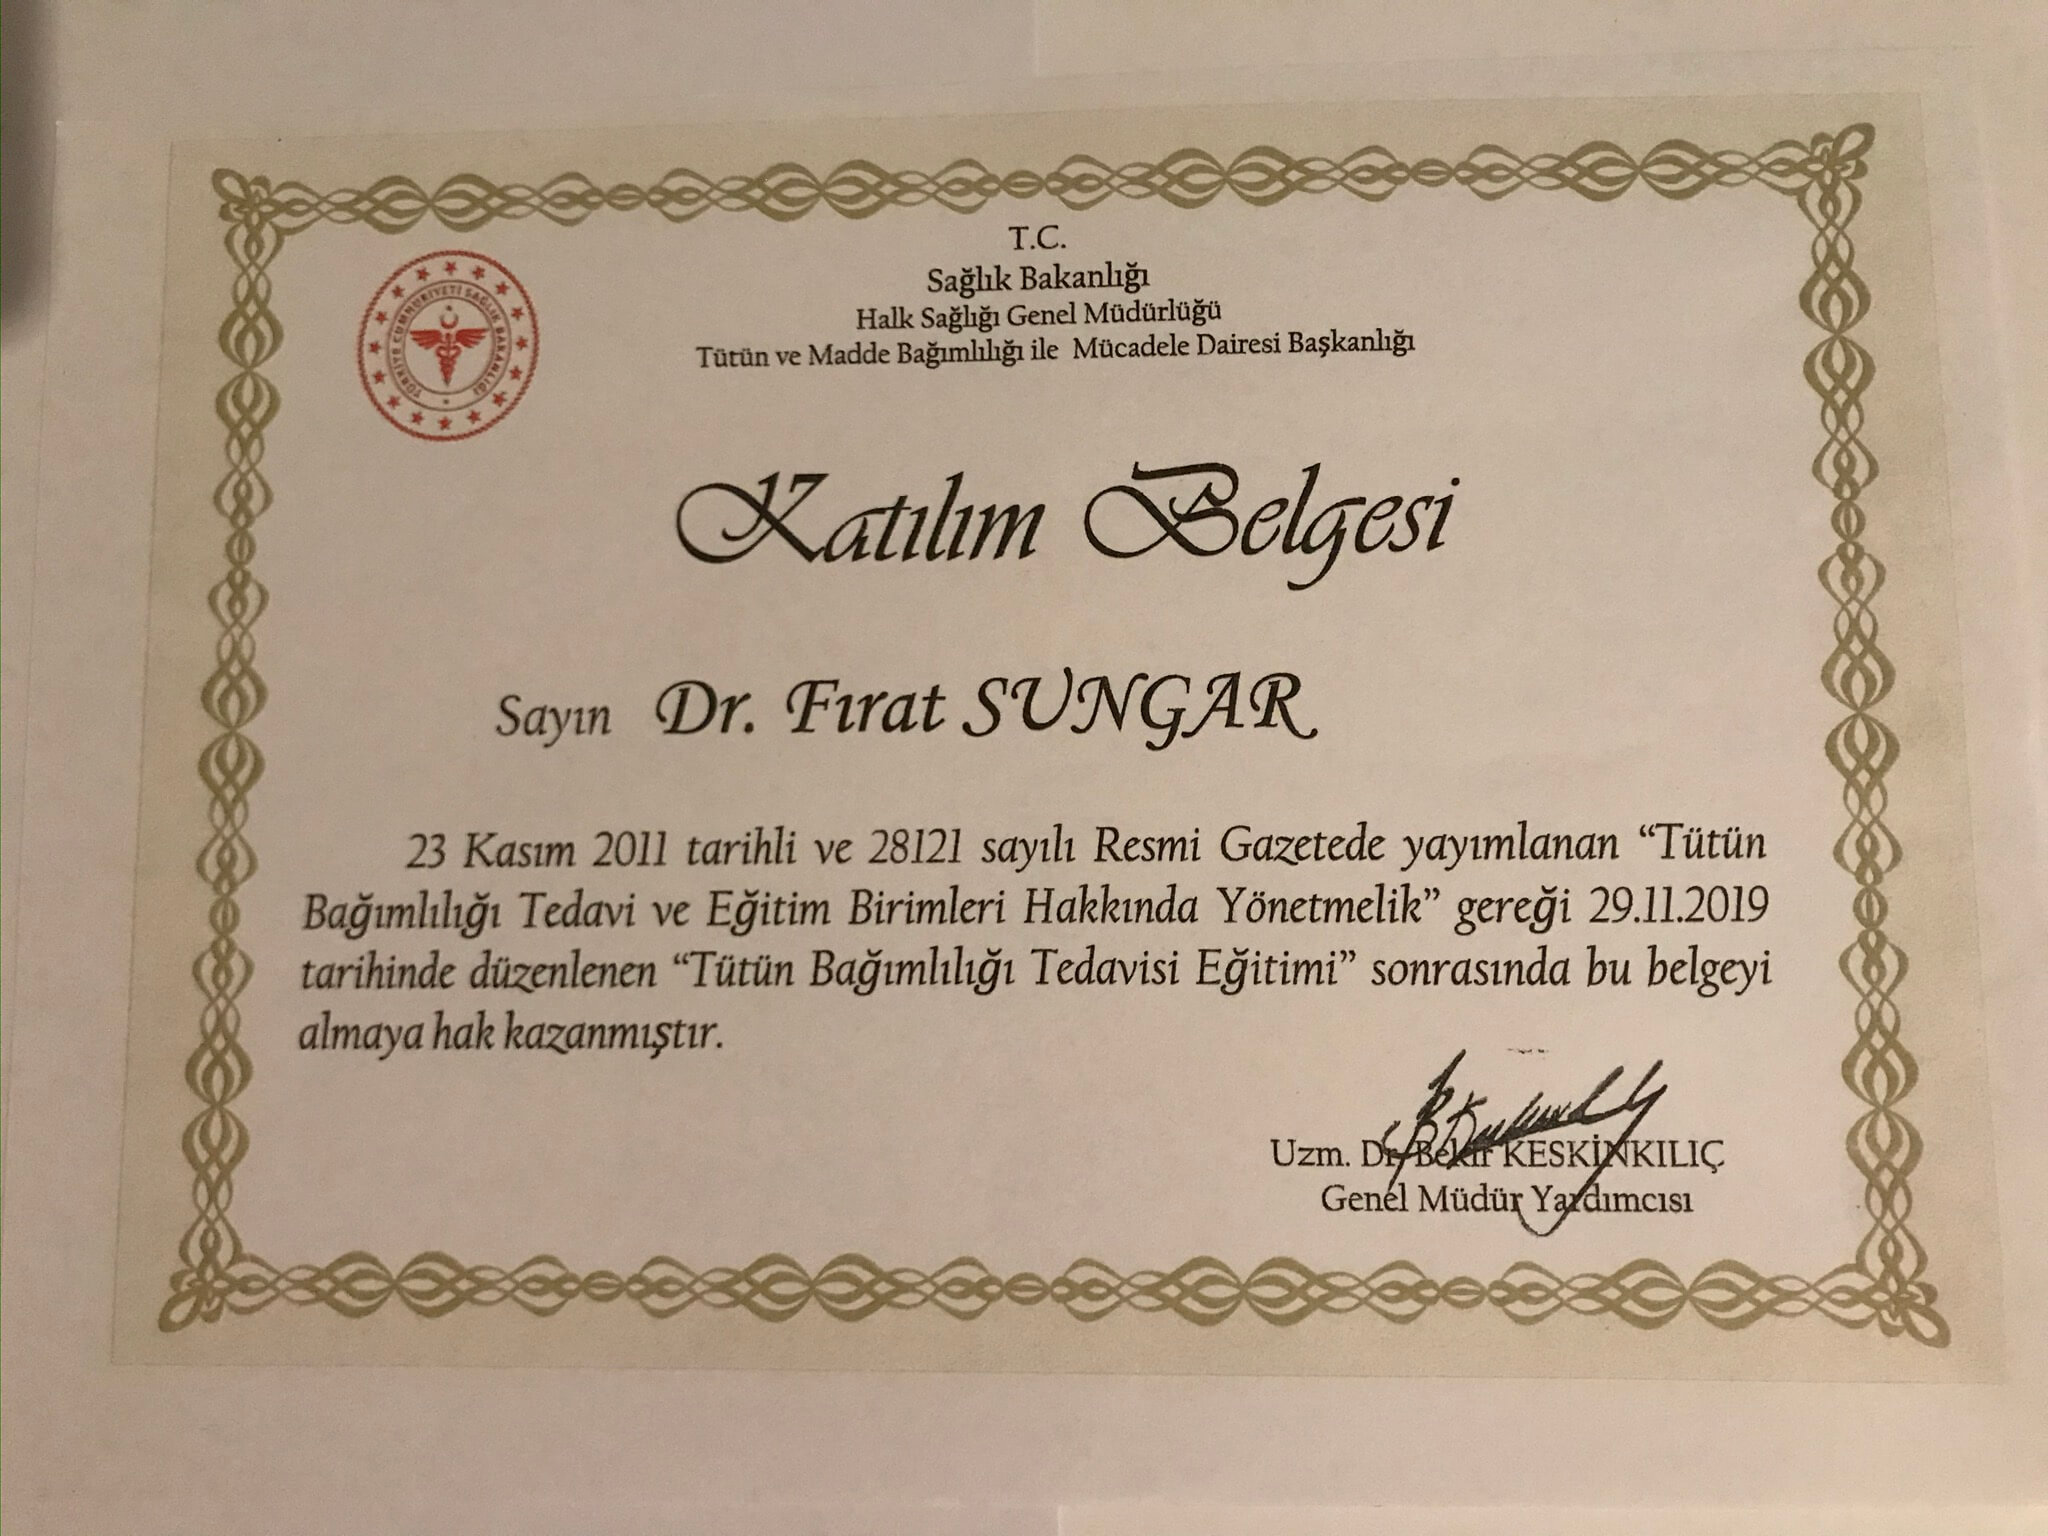 T.C.
Sağlık Bakanlığı
Halk Sağlığı Genel Müdürlüğü
Tütün ve Madde Bağımlılığı ile Mücadele Dairesi Başkanlığı
TÜRKİYE CUMHURİYETİ SAĞLIK BAKANLIĞI
Katılım Belgesi
Sayın Dr. Fırat SUNGAR
23 Kasım 2011 tarihli ve 28121 sayılı Resmi Gazetede yayımlanan “Tütün
Bağımlılığı Tedavi ve Eğitim Birimleri Hakkında Yönetmelik” gereği 29.11.2019
tarihinde düzenlenen “Tütün Bağımlılığı Tedavisi Eğitimi” sonrasında bu belgeyi
almaya hak kazanmıştır.
Uzm. Dr. Bekir KESKİNKILIÇ
Genel Müdür Yardımcısı